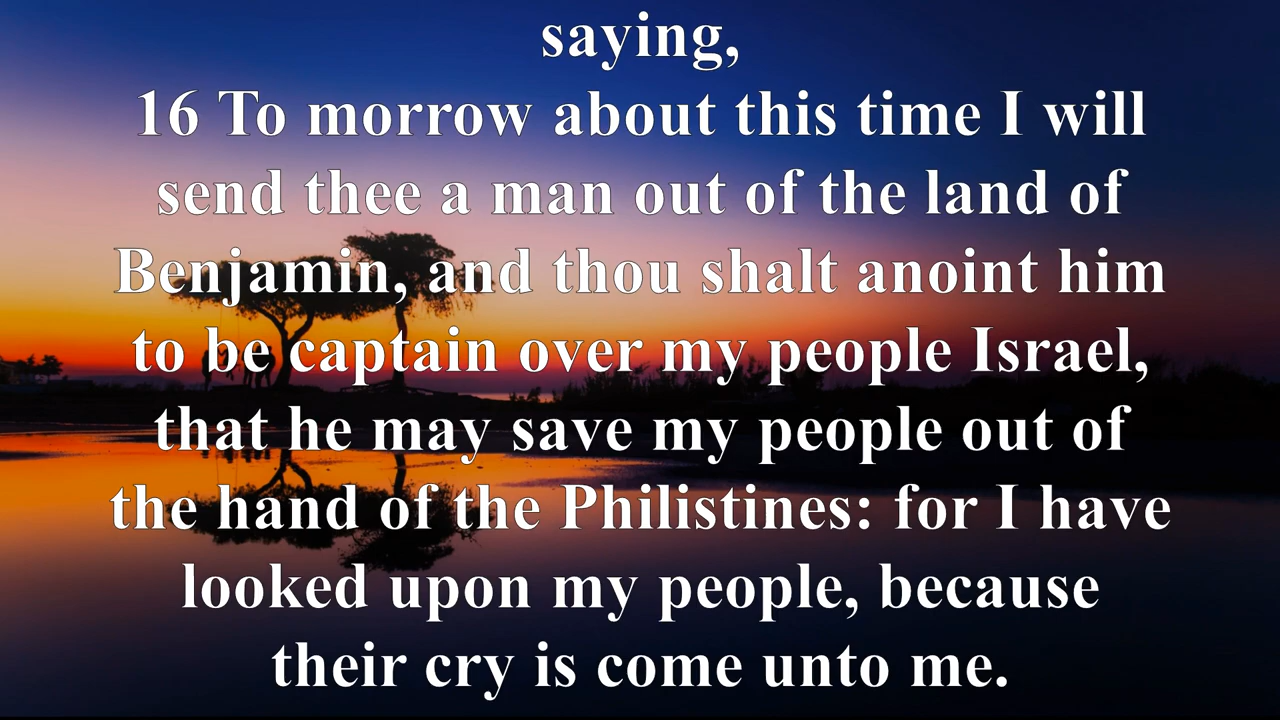 saying,
16 To morrow about this time I will
send thee a man out of the land of
Benjamin, and thou shalt anoint him
to be captain over my people Israel,
that he may save my people out of
the hand of the Philistines: for I have
looked upon my people, because
their cry is come unto me.